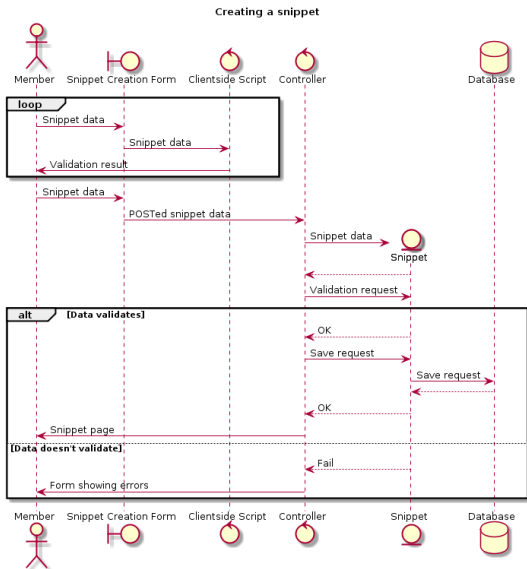 Creating a snippet
Member Snippet Creation Form Clientside Script Controller Database
loop
Snippet data
Snippet data
Validation result
Snippet data
POSTed snippet data
Snippet data
Snippet
Validation request
alt [Data validates]
OK
Save request
Save request
OK
Snippet page
[Data doesn't validate]
Fail
Form showing errors
Member Snippet Creation Form Clientside Script Controller Snippet Database